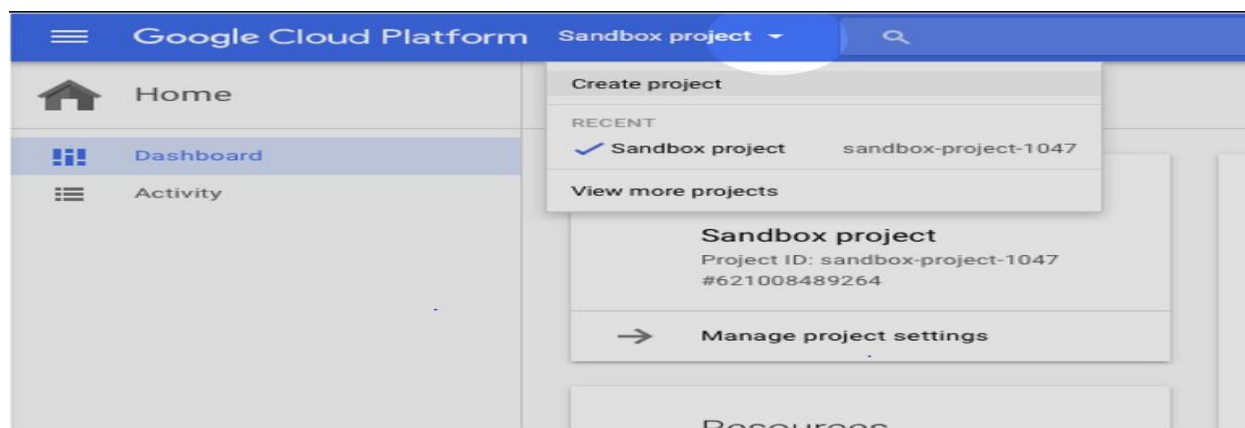 Google Cloud Platform Sandbox project
Home
Dashboard
Activity
Create project
RECENT
Sandbox project sandbox-project-1047
View more projects
Sandbox project
Project ID: sandbox-project-1047
#621008489264
Manage project settings
Resources